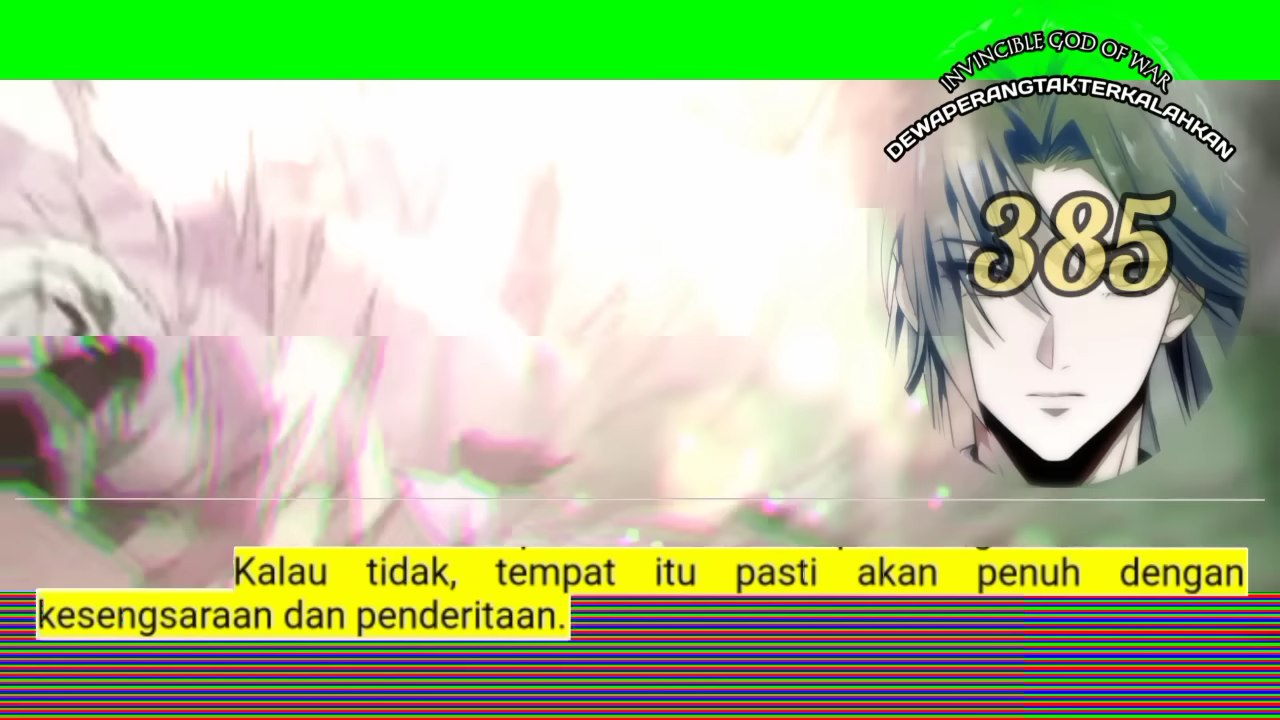 INVINCIBLE GOD OF WAR
DEWAPERANGTAKTERKALAHKAN
385
Kalau tidak, tempat itu pasti akan penuh dengan
kesengsaraan dan penderitaan.